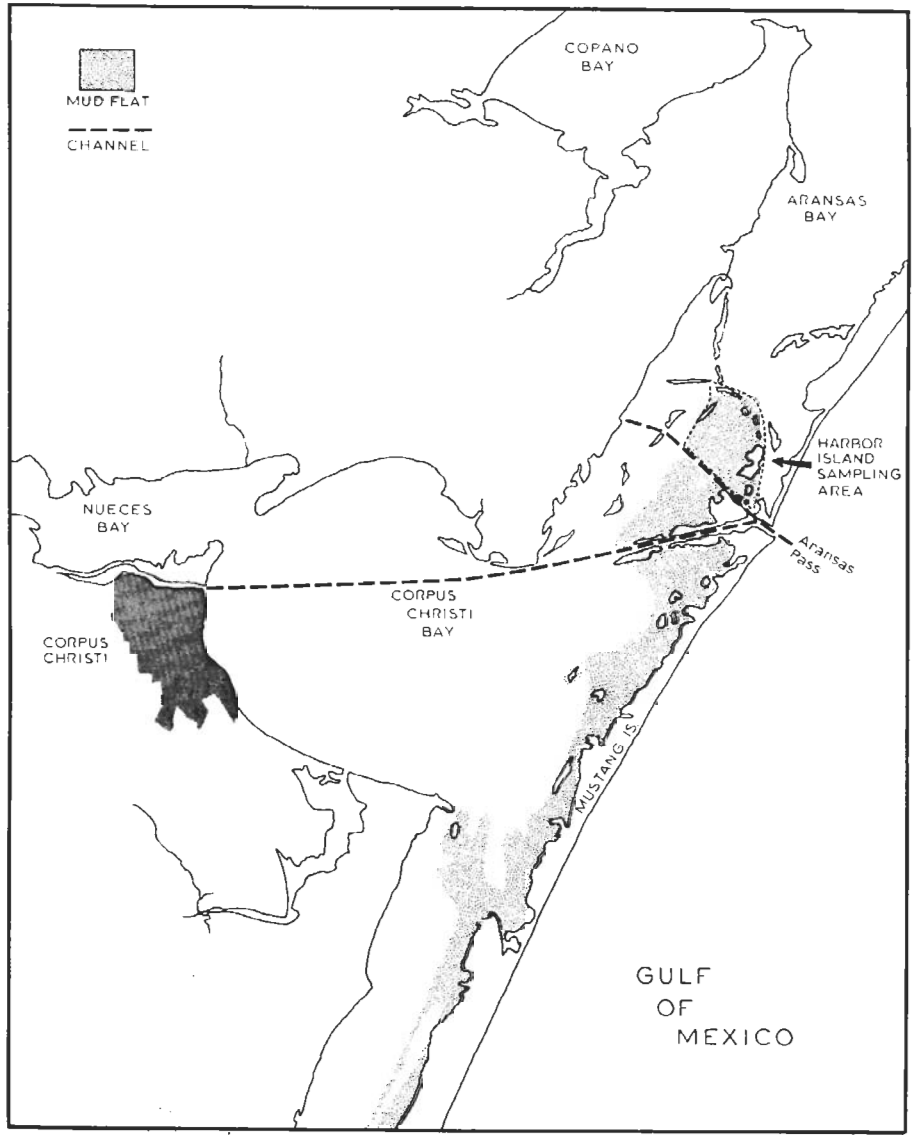 MUD FLAT
CHANNEL
COPANO
BAY
ARANSAS
BAY
HARBOR
ISLAND
SAMPLING
AREA
NUECES
BAY
Aransas
Pass
CORPUS
CHRISTI
BAY
CORPUS
CHRISTI
MUSTANG IS.
GULF
OF
MEXICO